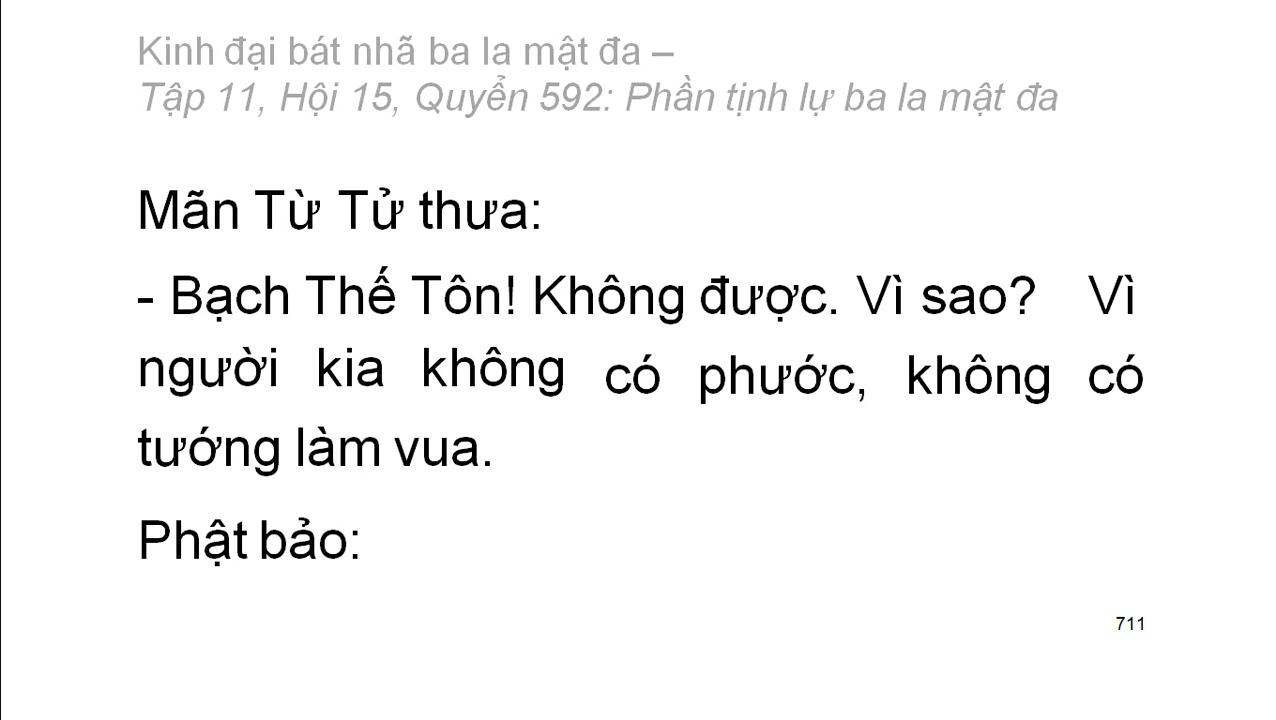 Kinh đại bát nhã ba la mật đa –
Tập 11, Hội 15, Quyển 592: Phần tịnh lự ba la mật đa
Mãn Từ Tử thưa:
- Bạch Thế Tôn! Không được. Vì sao? Vì
người kia không có phước, không có
tướng làm vua.
Phật bảo:
711